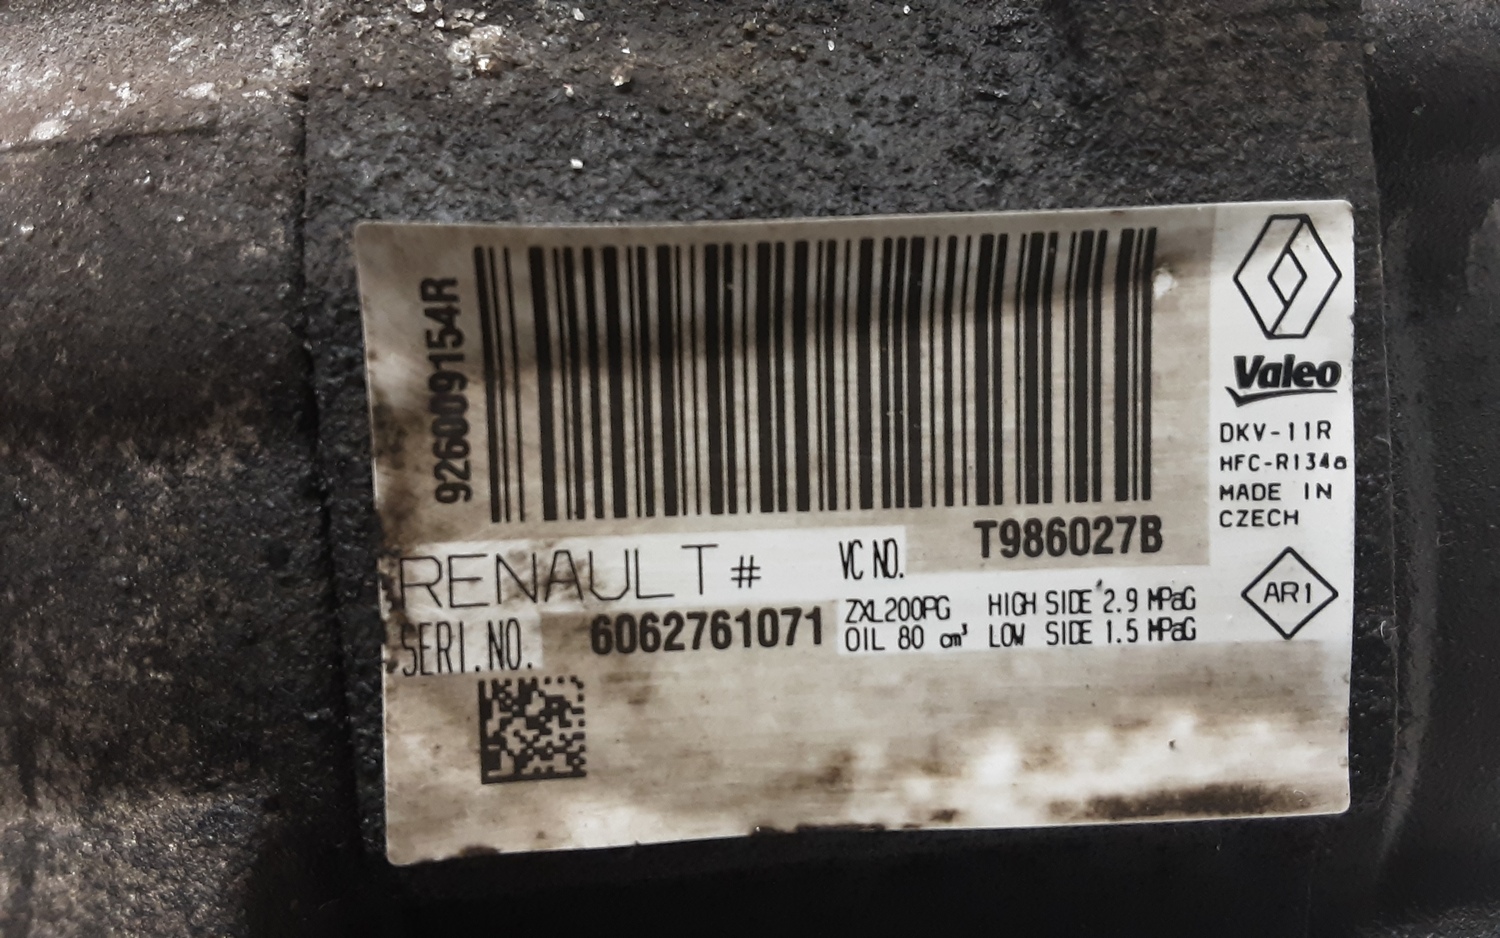 926009154R
Valeo
DKV-11R
HFC-R134a
MADE IN
CZECH
T986027B
RENAULT# VC NO.
SERI.NO. 6062761071
ZXL200PG HIGH SIDE 2.9 MPaG
OIL 80 cm³ LOW SIDE 1.5 MPaG
AR1